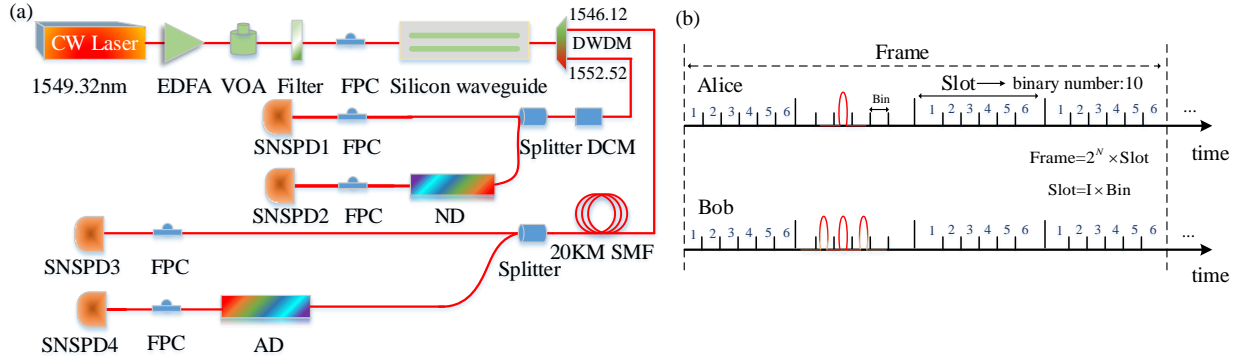 (a)
CW Laser
1549.32nm
EDFA
VOA
Filter
FPC
Silicon waveguide
1546.12
DWDM
1552.52
SNSPD1
FPC
Splitter
DCM
SNSPD2
FPC
ND
SNSPD3
FPC
Splitter
20KM SMF
SNSPD4
FPC
AD
(b)
Frame
Alice
Slot
binary number:10
Bin
1 2 3 4 5 6
1 2 3 4 5 6
1 2 3 4 5 6
...
time
Frame=2^N ×Slot
Slot=I×Bin
Bob
1 2 3 4 5 6
1 2 3 4 5 6
1 2 3 4 5 6
...
time